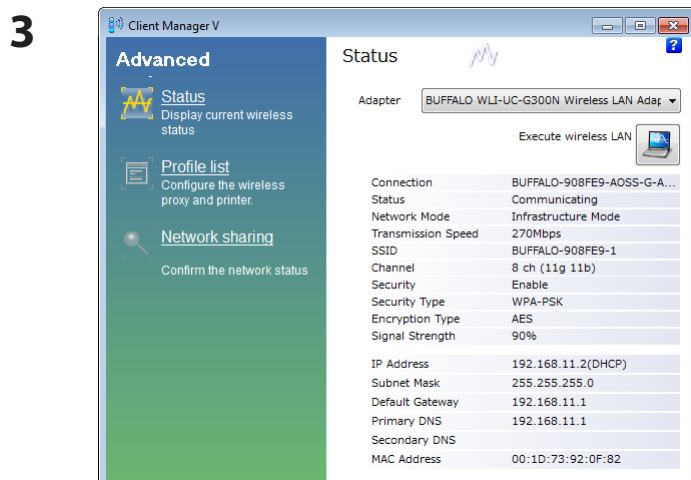 3
Client Manager V
?
Advanced
Status
Display current wireless
status
Profile list
Configure the wireless
proxy and printer.
Network sharing
Confirm the network status
Status
Adapter BUFFALO WLI-UC-G300N Wireless LAN Adap
Execute wireless LAN
Connection BUFFALO-908FE9-AOSS-G-A...
Status Communicating
Network Mode Infrastructure Mode
Transmission Speed 270Mbps
SSID BUFFALO-908FE9-1
Channel 8 ch (11g 11b)
Security Enable
Security Type WPA-PSK
Encryption Type AES
Signal Strength 90%
IP Address 192.168.11.2(DHCP)
Subnet Mask 255.255.255.0
Default Gateway 192.168.11.1
Primary DNS 192.168.11.1
Secondary DNS
MAC Address 00:1D:73:92:0F:82